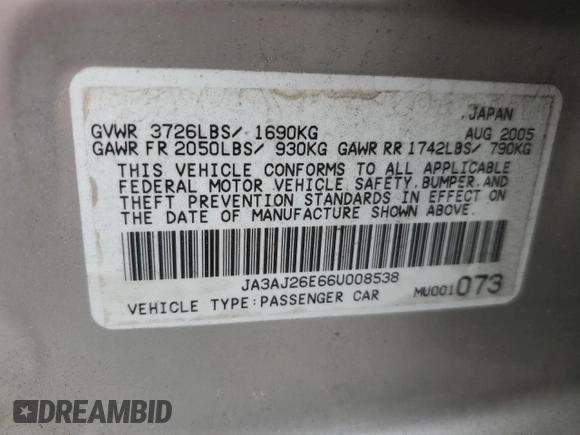 JAPAN
GVWR 3726LBS/ 1690KG AUG 2005
GAWR FR 2050LBS/ 930KG GAWR RR 1742LBS/ 790KG
THIS VEHICLE CONFORMS TO ALL APPLICABLE
FEDERAL MOTOR VEHICLE SAFETY, BUMPER, AND
THEFT PREVENTION STANDARDS IN EFFECT ON
THE DATE OF MANUFACTURE SHOWN ABOVE.
JA3AJ26E66U008538
VEHICLE TYPE:PASSENGER CAR MU001073
DREAMBID